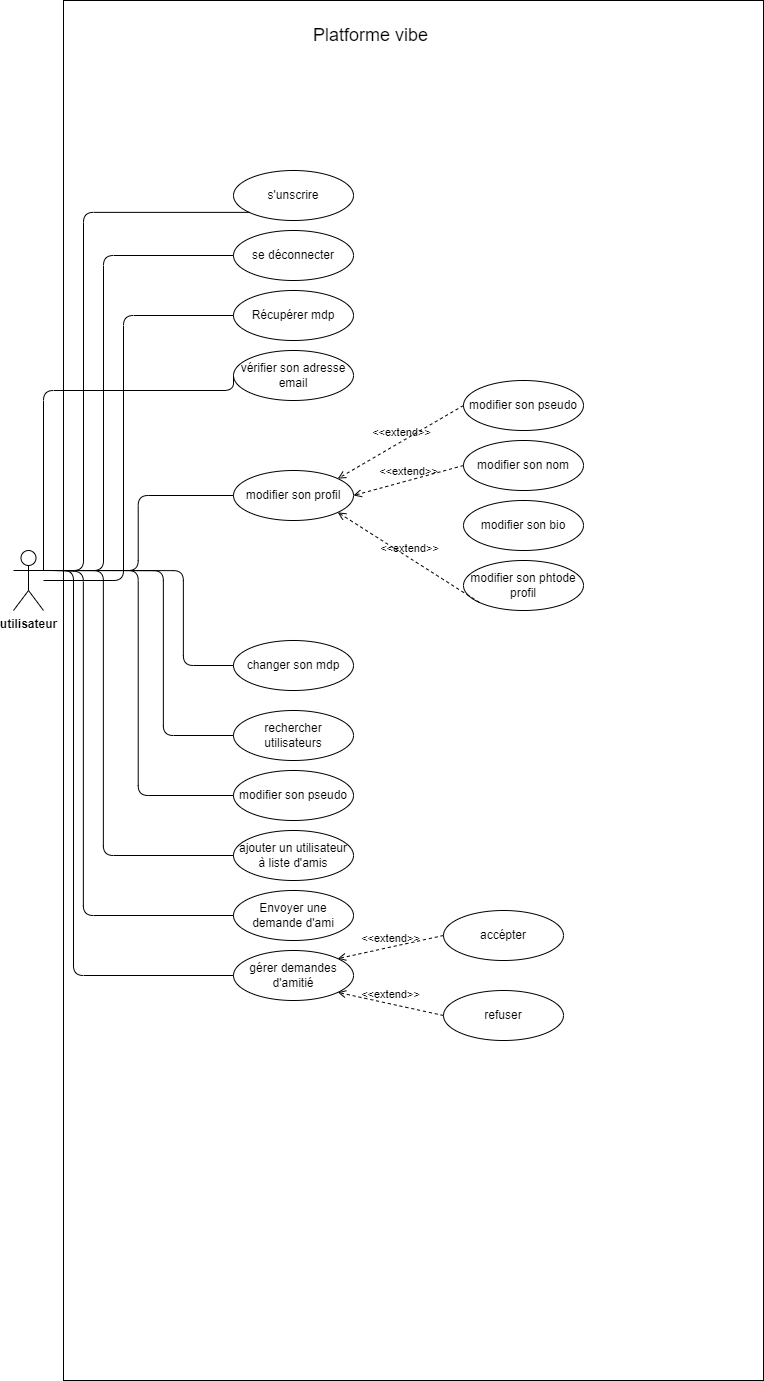 Platforme vibe
s'unscrire
se déconnecter
Récupérer mdp
vérifier son adresse
email
modifier son pseudo
<<extend>>
modifier son nom
<<extend>>
modifier son profil
modifier son bio
<<extend>>
modifier son phtode
profil
utilisateur
changer son mdp
rechercher
utilisateurs
modifier son pseudo
ajouter un utilisateur
à liste d'amis
Envoyer une
demande d'ami
accépter
<<extend>>
gérer demandes
d'amitié
<<extend>>
refuser